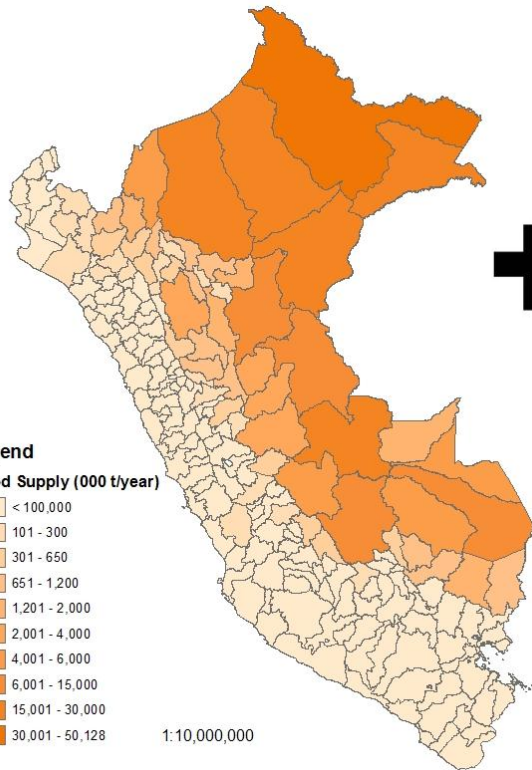 end
d Supply (000 t/year)
< 100,000
101 - 300
301 - 650
651 - 1,200
1,201 - 2,000
2,001 - 4,000
4,001 - 6,000
6,001 - 15,000
15,001 - 30,000
30,001 - 50,128
1:10,000,000